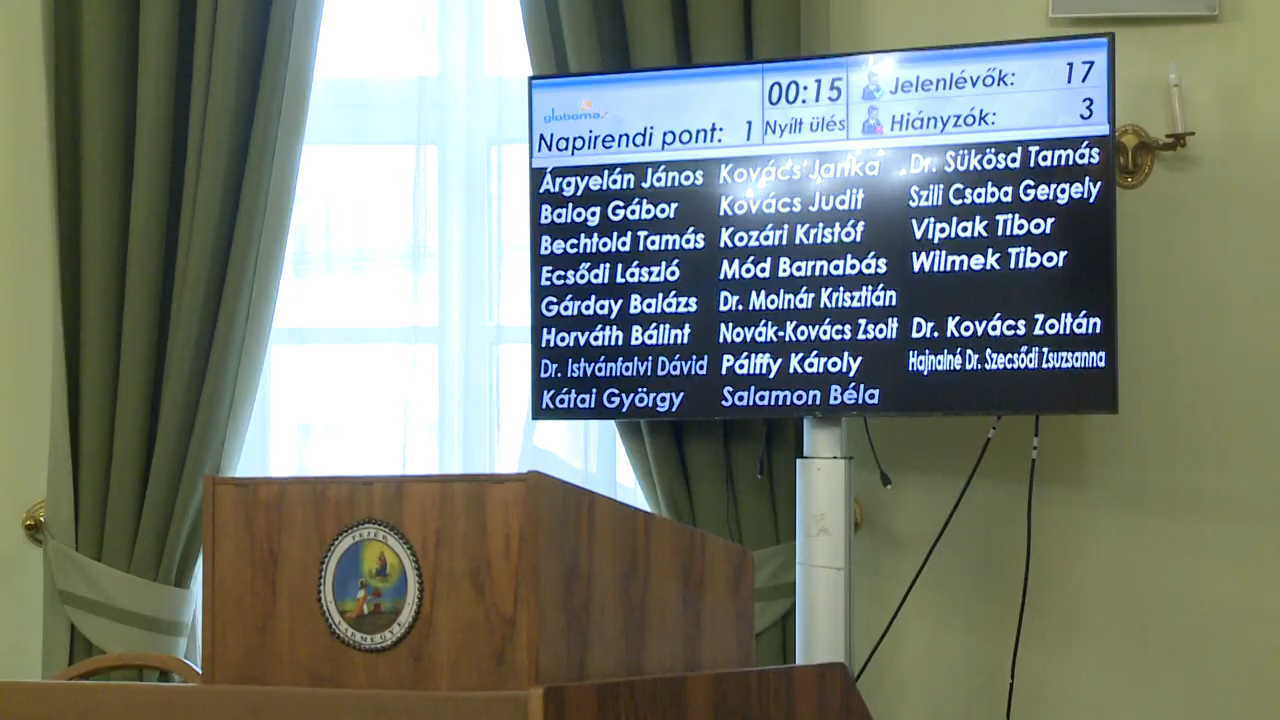 globomax
Napirendi pont: 1
00:15
Nyílt ülés
Jelenlévők: 17
Hiányzók: 3
Árgyelán János
Balog Gábor
Bechtold Tamás
Ecsődi László
Gárday Balázs
Horváth Bálint
Dr. Istvánfalvi Dávid
Kátai György
Kovács Janka
Kovács Judit
Kozári Kristóf
Mód Barnabás
Dr. Molnár Krisztián
Novák-Kovács Zsolt
Pálffy Károly
Salamon Béla
Dr. Sükösd Tamás
Szili Csaba Gergely
Viplak Tibor
Wilmek Tibor
Dr. Kovács Zoltán
Hajnalné Dr. Szecsődi Zsuzsanna
FEJÉR
VÁRMEGYE